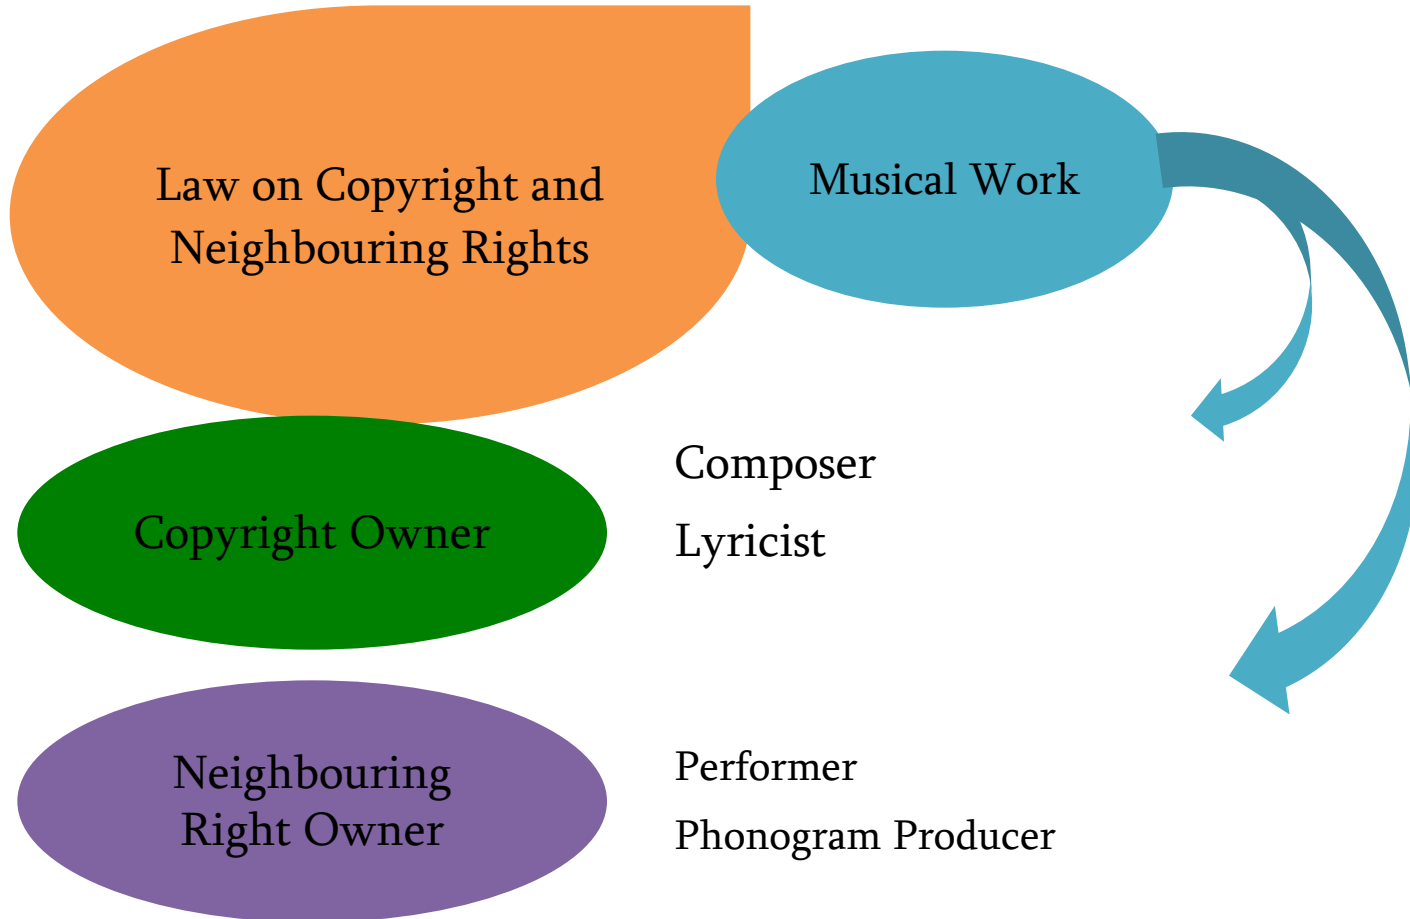 Law on Copyright and
Neighbouring Rights
Musical Work
Copyright Owner
Composer
Lyricist
Neighbouring
Right Owner
Performer
Phonogram Producer